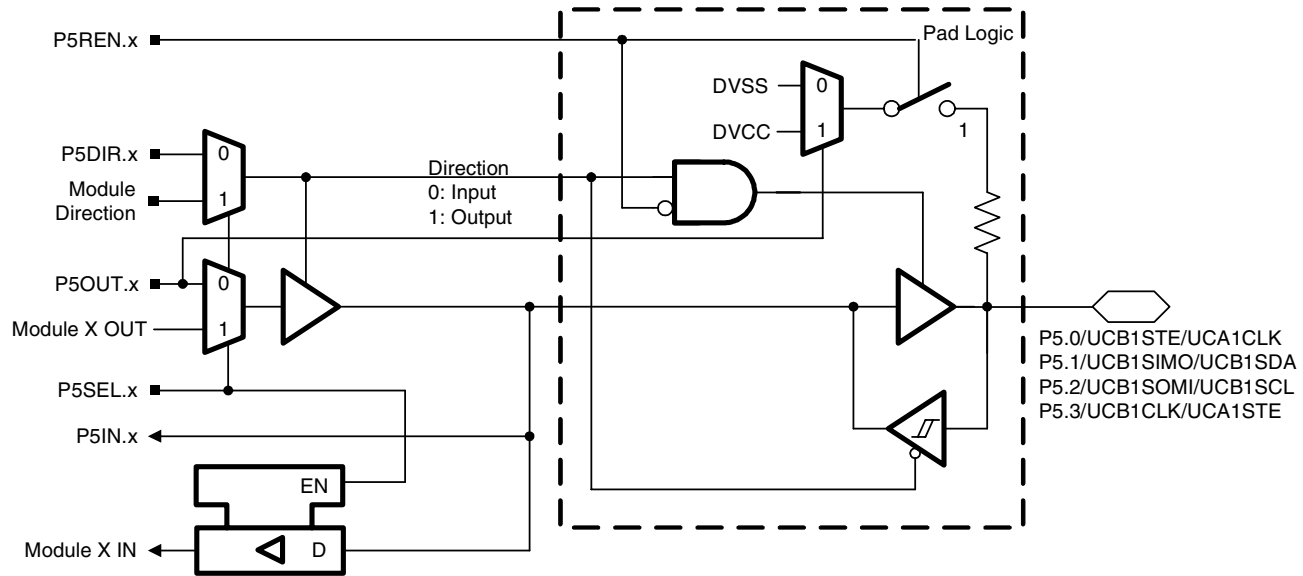 P5REN.x
Pad Logic
DVSS
0
DVCC
1
1
P5DIR.x
0
Module
Direction
1
Direction
0: Input
1: Output
P5OUT.x
0
Module X OUT
1
P5.0/UCB1STE/UCA1CLK
P5.1/UCB1SIMO/UCB1SDA
P5.2/UCB1SOMI/UCB1SCL
P5.3/UCB1CLK/UCA1STE
P5SEL.x
P5IN.x
EN
Module X IN
D